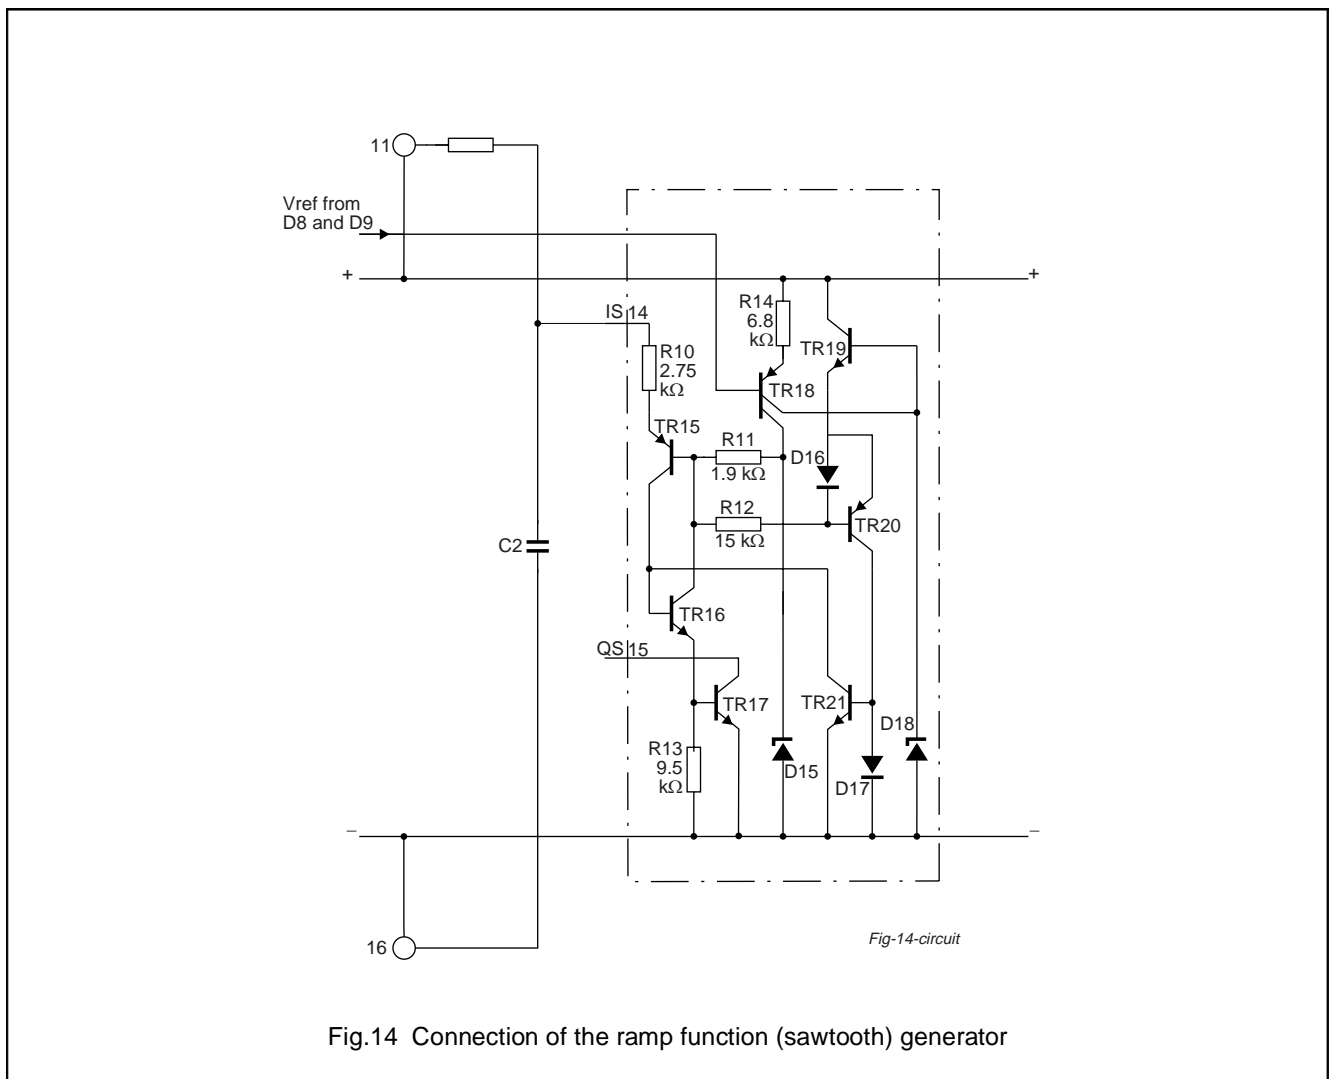 11
Vref from
D8 and D9
+
+
IS 14
R14
6.8
kΩ
TR19
R10
2.75
kΩ
TR18
TR15
R11
1.9 kΩ
D16
R12
15 kΩ
TR20
C2
TR16
QS 15
TR17
TR21
D18
R13
9.5
kΩ
D15
D17
−
−
16
Fig-14-circuit
Fig.14 Connection of the ramp function (sawtooth) generator